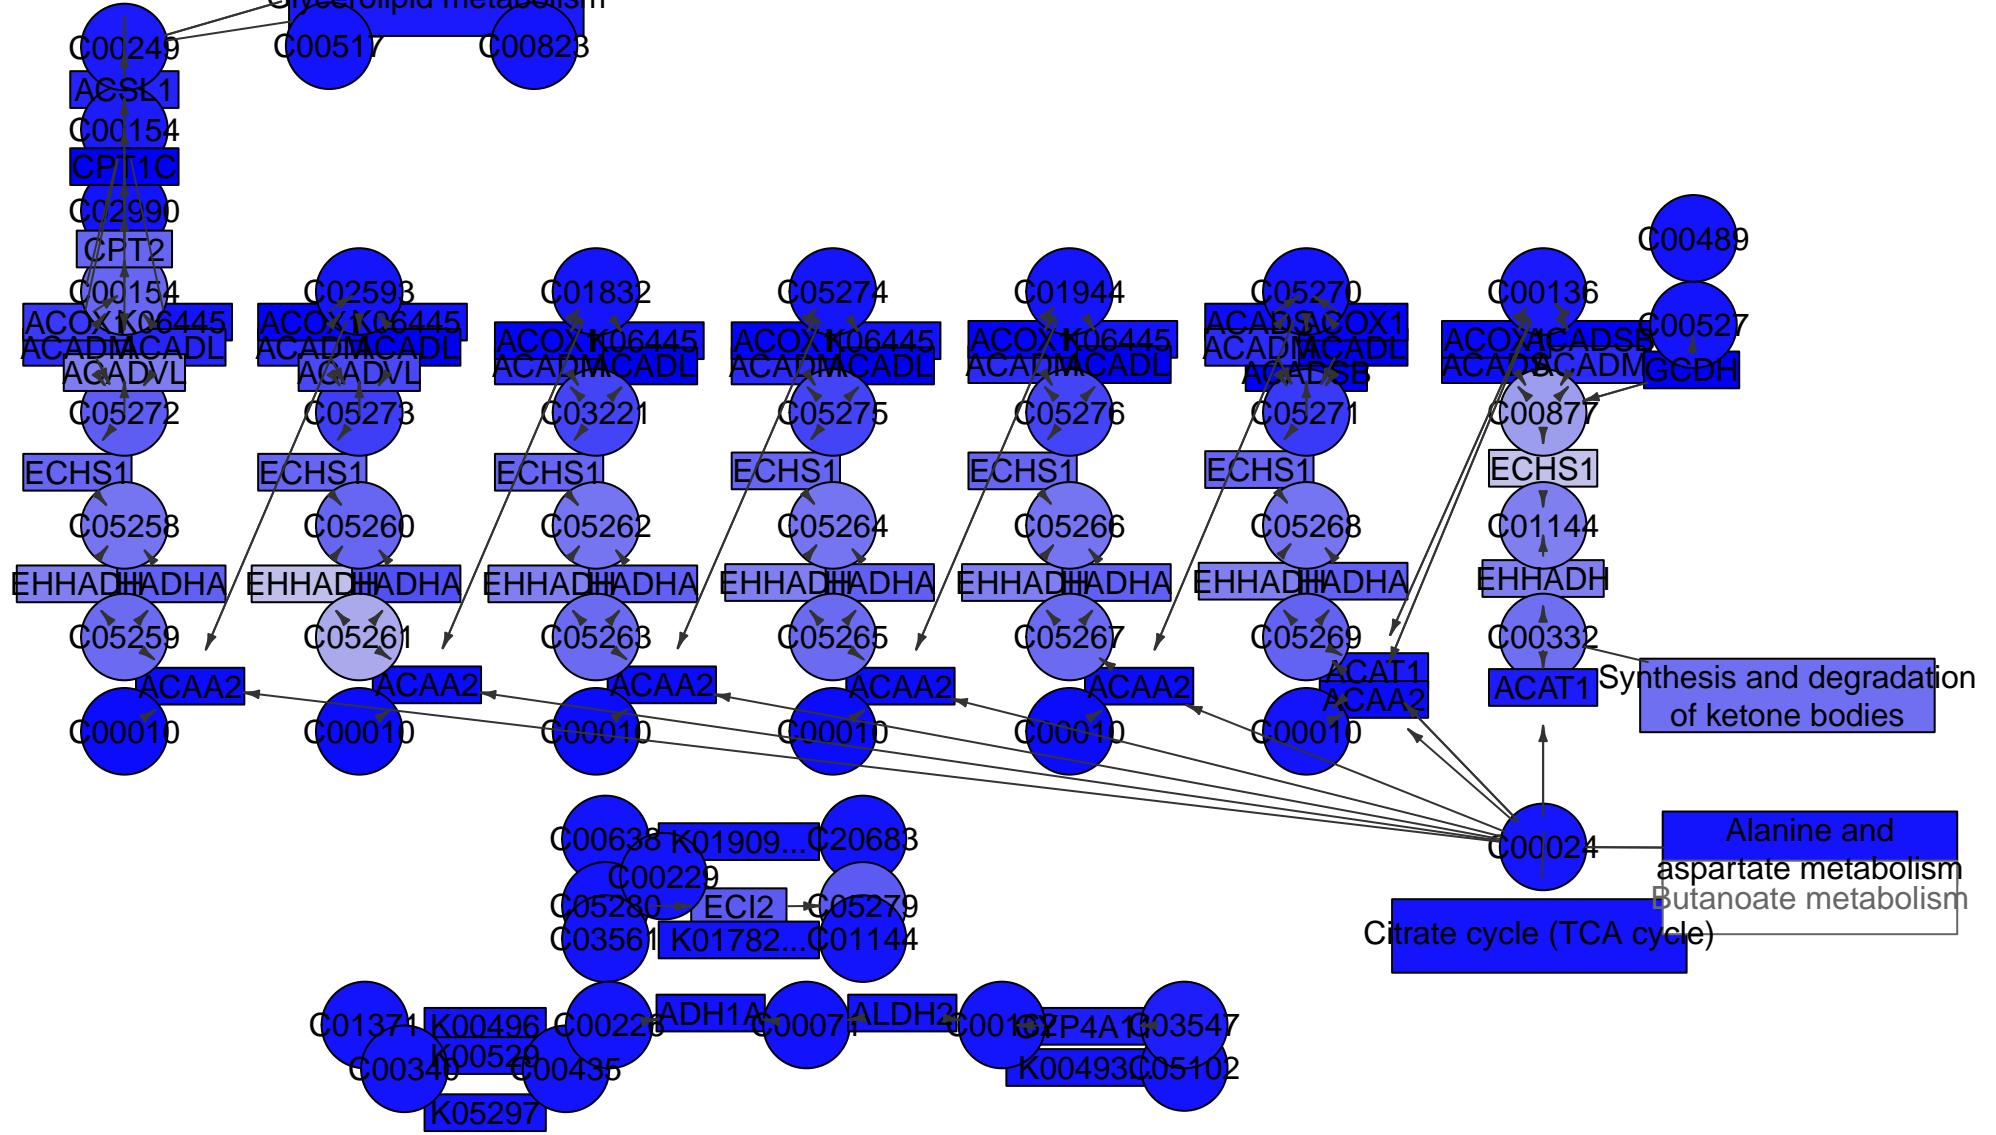 Glycerolipid metabolism
C00249
C00517
C00823
ACSL1
C00154
CPT1C
C02990
CPT2
C00489
C00154
C02593
C01832
C05274
C01944
C05270
C00136
C00527
ACOX1
K06445
ACOX1
K06445
ACOX1
K06445
ACOX1
K06445
ACOX1
K06445
ACADS
ACOX1
ACOX1
ACADSB
ACADM
ACADL
ACADM
ACADL
ACADM
ACADL
ACADM
ACADL
ACADM
ACADL
ACADM
ACADL
ACADS
ACADM
GCDH
ACADVL
ACADVL
ACADSB
C05272
C05273
C03221
C05275
C05276
C05271
C00877
ECHS1
ECHS1
ECHS1
ECHS1
ECHS1
ECHS1
ECHS1
C05258
C05260
C05262
C05264
C05266
C05268
C01144
EHHADH
HADHA
EHHADH
HADHA
EHHADH
HADHA
EHHADH
HADHA
EHHADH
HADHA
EHHADH
HADHA
EHHADH
C05259
C05261
C05263
C05265
C05267
C05269
C00332
ACAA2
ACAA2
ACAA2
ACAA2
ACAA2
ACAT1
ACAA2
ACAT1
Synthesis and degradation
of ketone bodies
C00010
C00010
C00010
C00010
C00010
C00010
C00638
K01909...
C20683
C00024
Alanine and
aspartate metabolism
Butanoate metabolism
C00229
C05280
ECI2
C05279
C03561
K01782...
C01144
Citrate cycle (TCA cycle)
C01371
K00496
C00226
ADH1A
C00071
ALDH2
C00162
C03547
K00529
C00340
C00435
K00493...
C05102
K05297